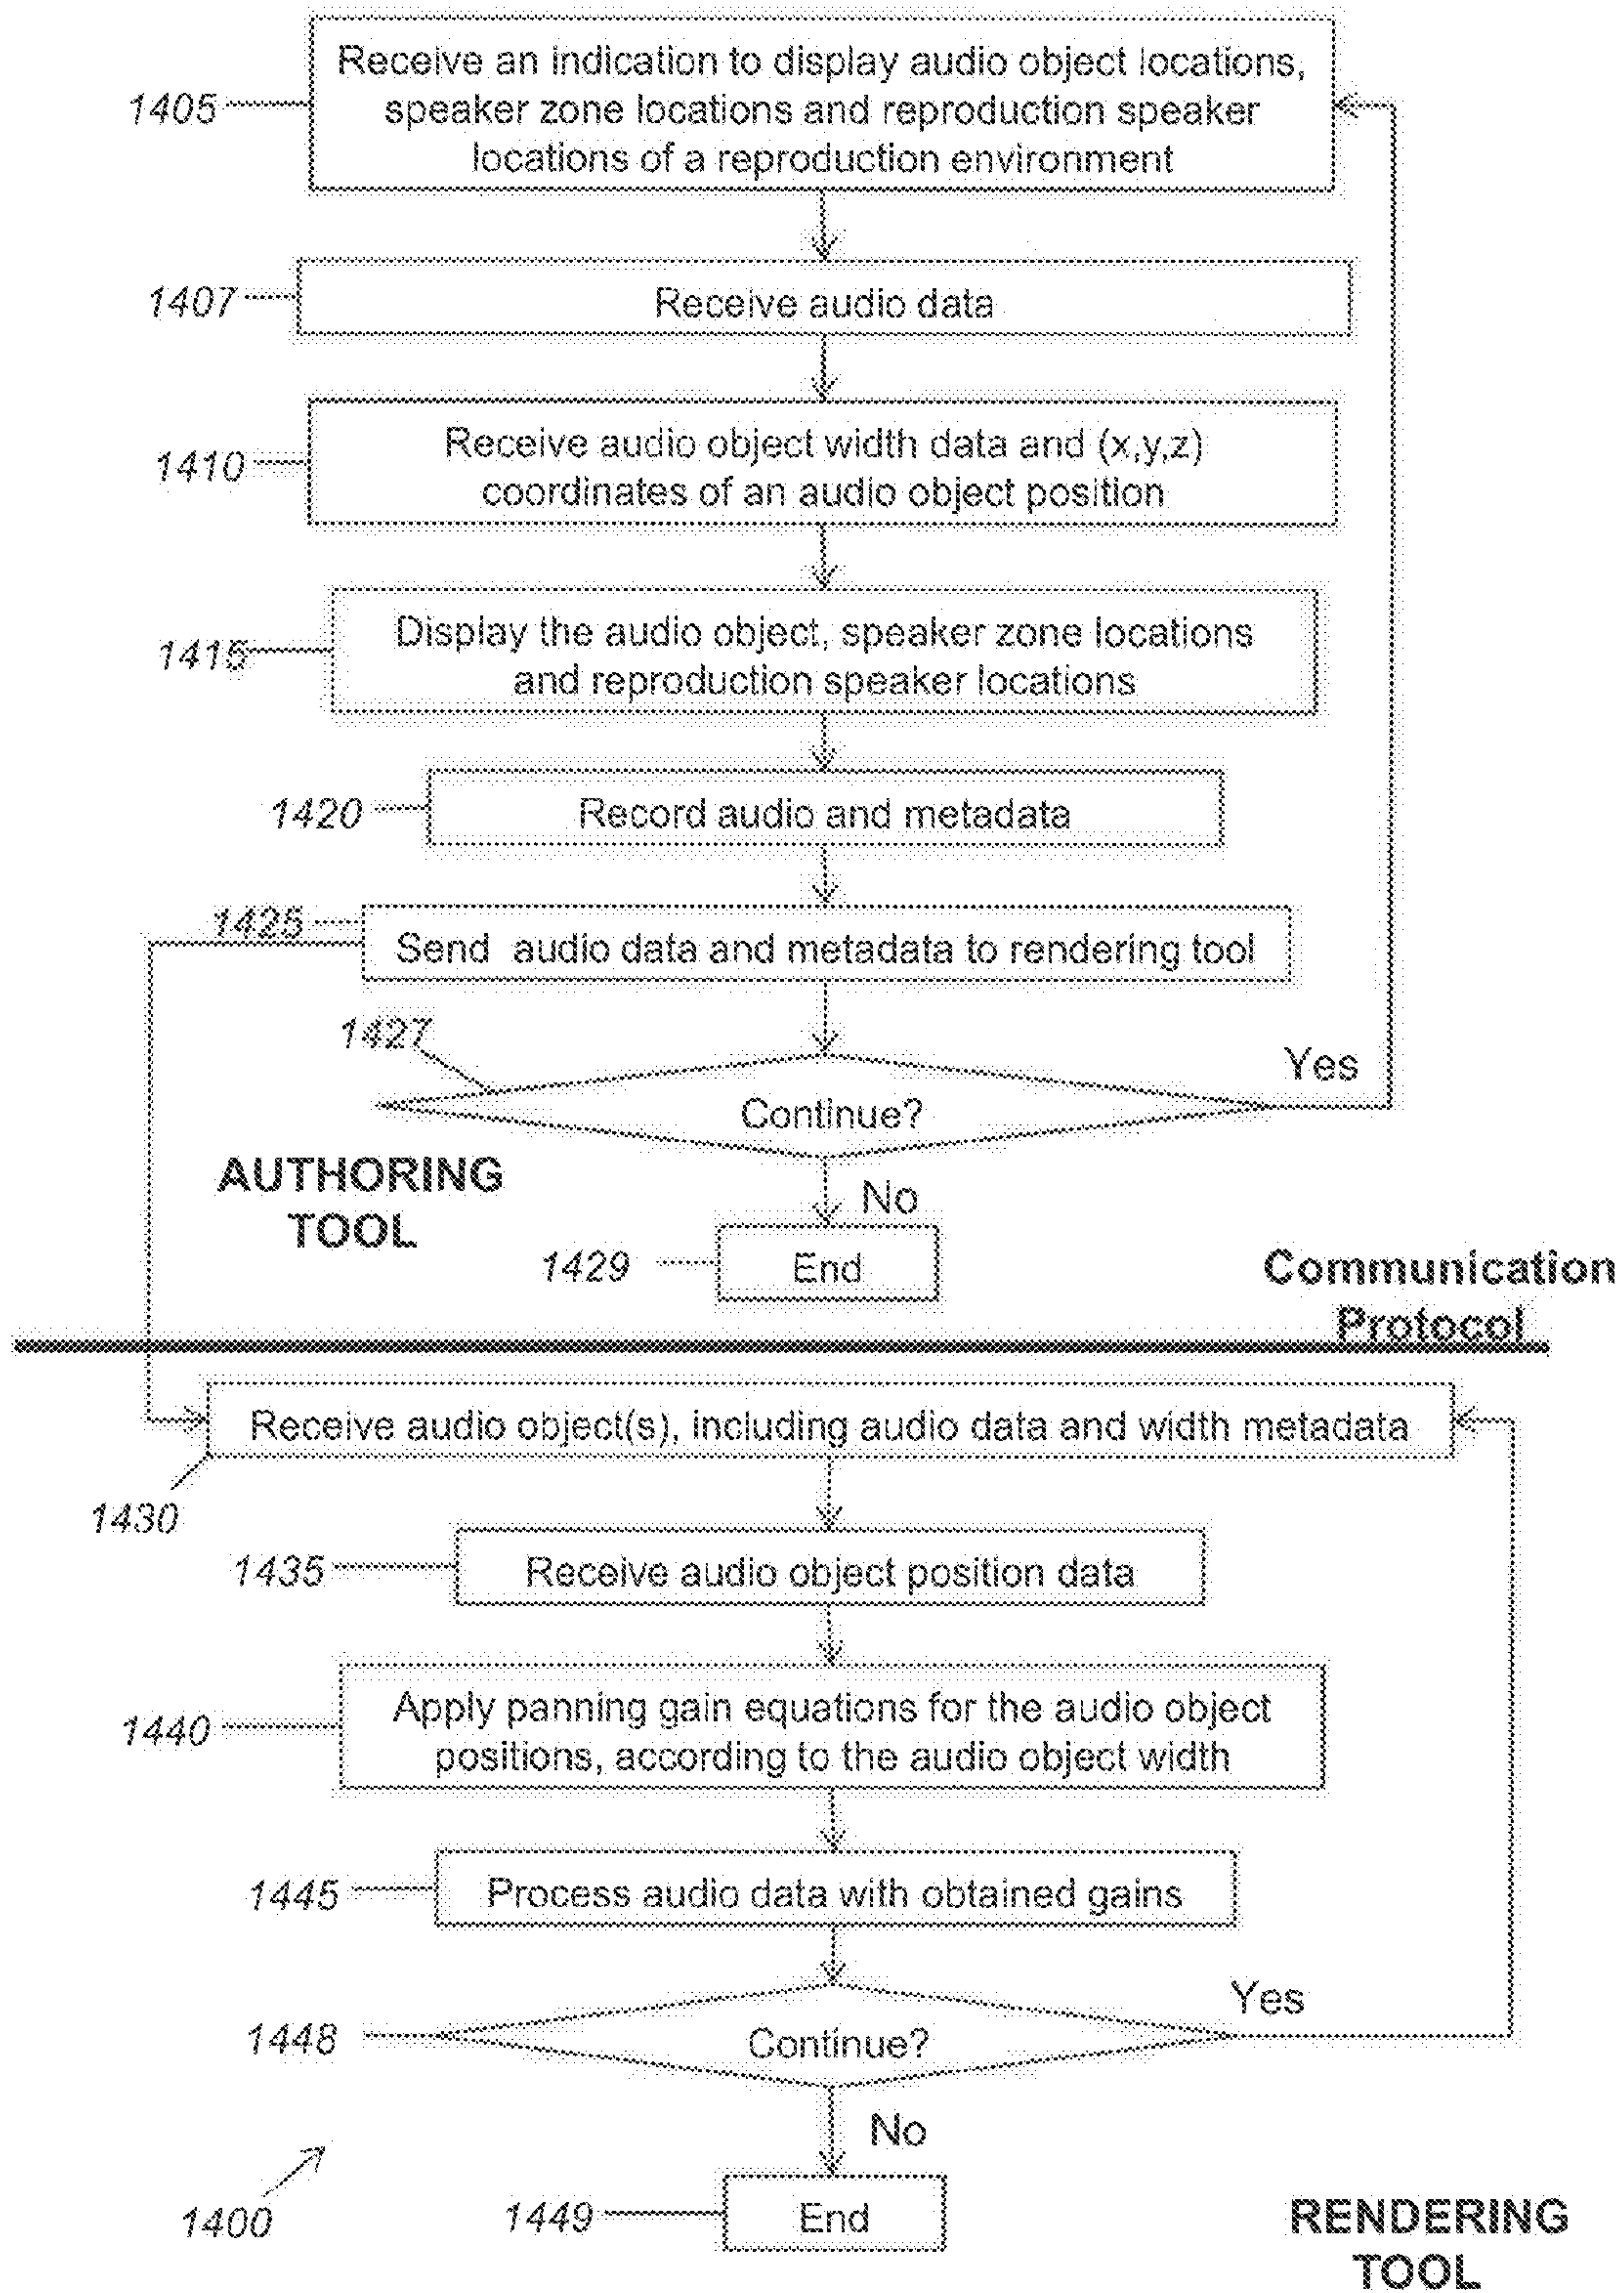 Receive an indication to display audio object locations,
speaker zone locations and reproduction speaker
locations of a reproduction environment
1405
1407
Receive audio data
1410
Receive audio object width data and (x,y,z)
coordinates of an audio object position
1415
Display the audio object, speaker zone locations
and reproduction speaker locations
1420
Record audio and metadata
1425
Send audio data and metadata to rendering tool
1427
Yes
Continue?
AUTHORING
TOOL
No
1429
End
Communication
Protocol
Receive audio object(s), including audio data and width metadata
1430
1435
Receive audio object position data
1440
Apply panning gain equations for the audio object
positions, according to the audio object width
1445
Process audio data with obtained gains
Yes
1448
Continue?
No
1400
1449
End
RENDERING
TOOL